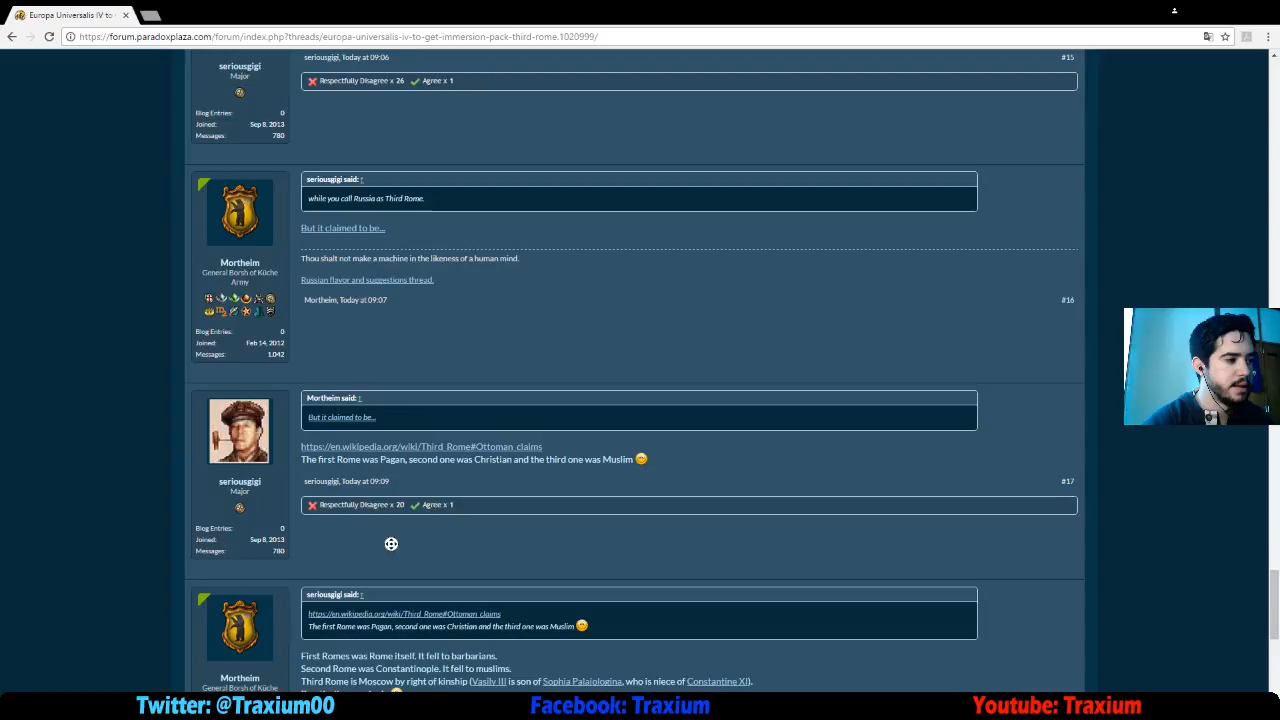 Europa Universalis IV to
https://forum.paradoxplaza.com/forum/index.php?threads/europa-universalis-iv-to-get-immersion-pack-third-rome.1020999/
seriousgigi
Major
Blog Entries: 0
Joined: Sep 8, 2013
Messages: 780
seriousgigi, Today at 09:06
#15
Respectfully Disagree x 26 Agree x 1
Mortheim
General Borsh of Küche
Army
Blog Entries: 0
Joined: Feb 14, 2012
Messages: 1,042
seriousgigi said: ↑
while you call Russia as Third Rome.
But it claimed to be...
Thou shalt not make a machine in the likeness of a human mind.
Russian flavor and suggestions thread.
Mortheim, Today at 09:07
#16
seriousgigi
Major
Blog Entries: 0
Joined: Sep 8, 2013
Messages: 780
Mortheim said: ↑
But it claimed to be...
https://en.wikipedia.org/wiki/Third_Rome#Ottoman_claims
The first Rome was Pagan, second one was Christian and the third one was Muslim
seriousgigi, Today at 09:09
#17
Respectfully Disagree x 20 Agree x 1
Mortheim
seriousgigi said: ↑
https://en.wikipedia.org/wiki/Third_Rome#Ottoman_claims
The first Rome was Pagan, second one was Christian and the third one was Muslim
First Romes was Rome itself. It fell to barbarians.
Second Rome was Constantinople. It fell to muslims.
Third Rome is Moscow by right of kinship (Vasily III is son of Sophia Palaiologina, who is niece of Constantine XI).
Twitter: @Traxium00
Facebook: Traxium
Youtube: Traxium